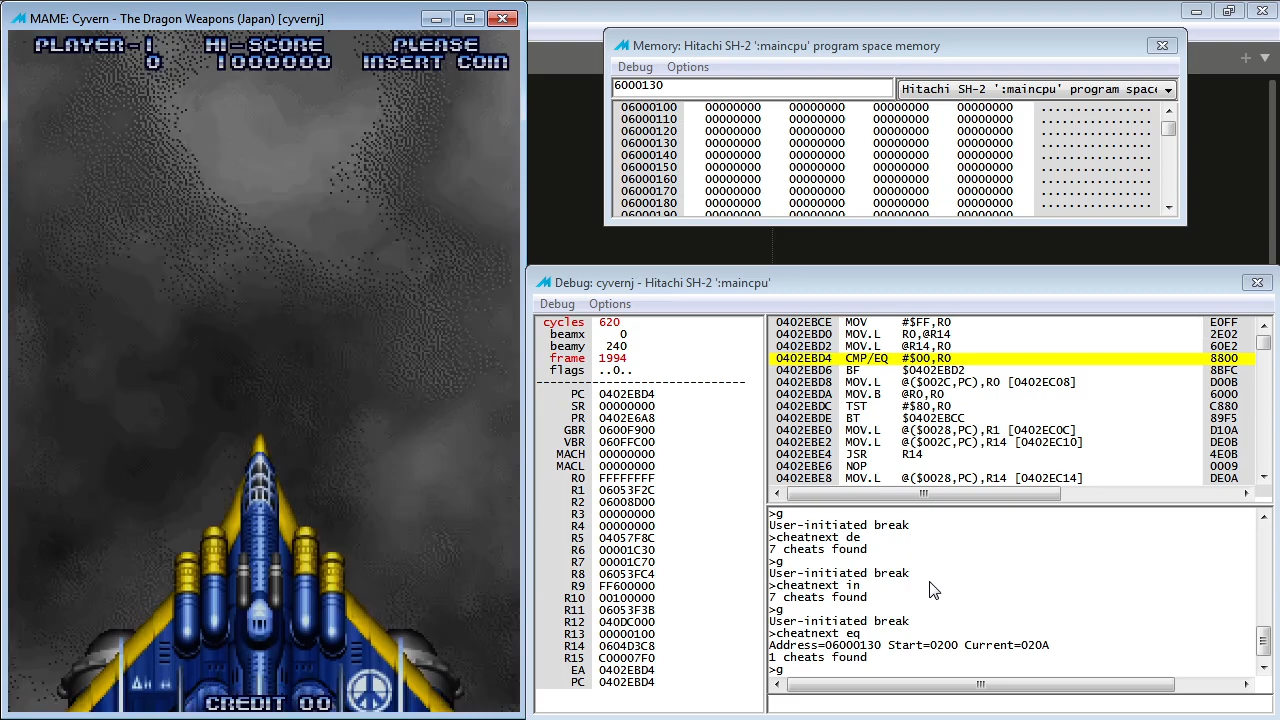 MAME: Cyvern - The Dragon Weapons (Japan) [cyvernj]
PLAYER-1 HI-SCORE PLEASE
0 1000000 INSERT COIN
CREDIT 00
Memory: Hitachi SH-2 ':maincpu' program space memory
Debug Options
6000130 Hitachi SH-2 ':maincpu' program space
06000100 00000000 00000000 00000000 00000000 ................
06000110 00000000 00000000 00000000 00000000 ................
06000120 00000000 00000000 00000000 00000000 ................
06000130 00000000 00000000 00000000 00000000 ................
06000140 00000000 00000000 00000000 00000000 ................
06000150 00000000 00000000 00000000 00000000 ................
06000160 00000000 00000000 00000000 00000000 ................
06000170 00000000 00000000 00000000 00000000 ................
06000180 00000000 00000000 00000000 00000000 ................
06000190 00000000 00000000 00000000 00000000
Debug: cyvernj - Hitachi SH-2 ':maincpu'
Debug Options
cycles 620
beamx 0
beamy 240
frame 1994
flags ..0..
-------------------------------
PC 0402EBD4
SR 00000000
PR 0402E6A8
GBR 0600F900
VBR 060FFC00
MACH 00000000
MACL 00000000
R0 FFFFFFFF
R1 06053F2C
R2 06008D00
R3 00000000
R4 00000000
R5 04057F8C
R6 00001C30
R7 00001C70
R8 06053FC4
R9 FF600000
R10 00100000
R11 06053F3B
R12 040DC000
R13 00000100
R14 0604D3C8
R15 C00007F0
EA 0402EBD4
PC 0402EBD4
0402EBCE MOV #$FF,R0 E0FF
0402EBD0 MOV.L R0,@R14 2E02
0402EBD2 MOV.L @R14,R0 60E2
0402EBD4 CMP/EQ #$00,R0 8800
0402EBD6 BF $0402EBD2 8BFC
0402EBD8 MOV.L @($002C,PC),R0 [0402EC08] D00B
0402EBDA MOV.B @R0,R0 6000
0402EBDC TST #$80,R0 C880
0402EBDE BT $0402EBCC 89F5
0402EBE0 MOV.L @($0028,PC),R1 [0402EC0C] D10A
0402EBE2 MOV.L @($002C,PC),R14 [0402EC10] DE0B
0402EBE4 JSR R14 4E0B
0402EBE6 NOP 0009
0402EBE8 MOV.L @($0028,PC),R14 [0402EC14] DE0A
>g
User-initiated break
>cheatnext de
7 cheats found
>g
User-initiated break
>cheatnext in
7 cheats found
>g
User-initiated break
>cheatnext eq
Address=06000130 Start=0200 Current=020A
1 cheats found
>g